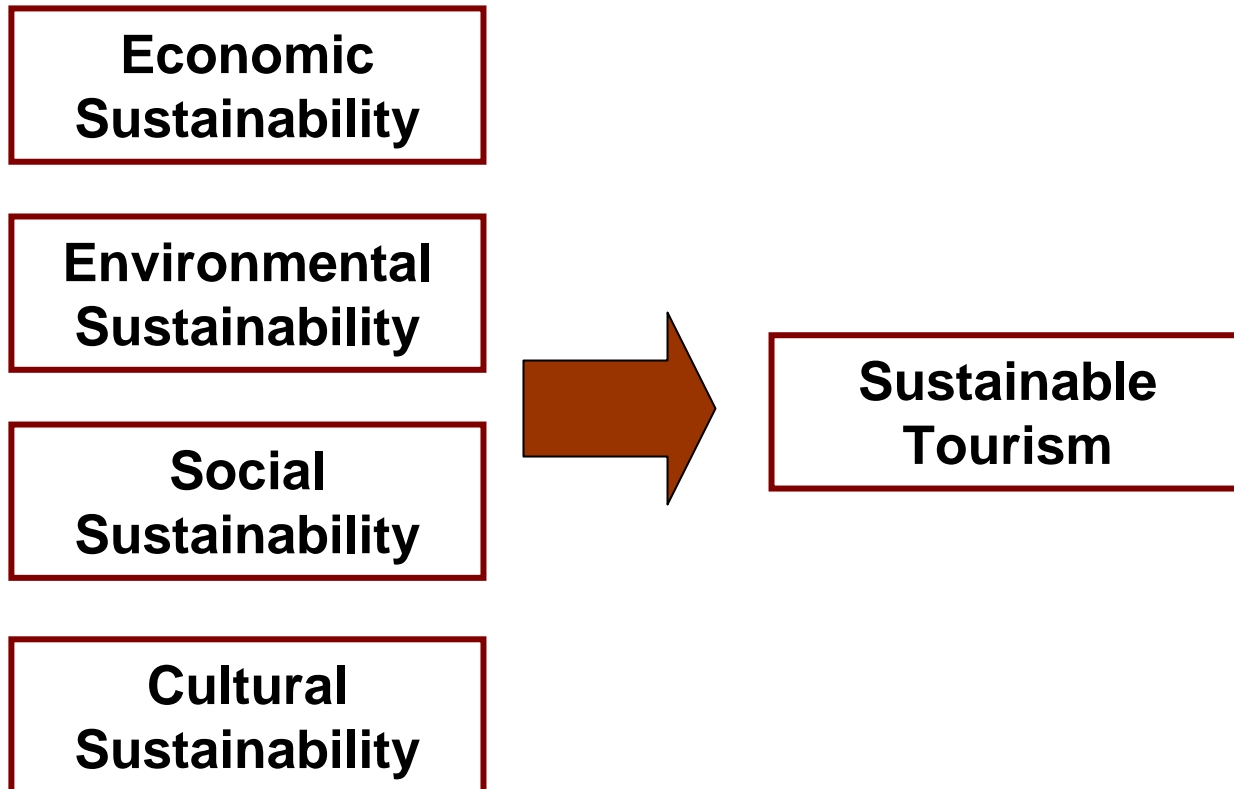 Economic
Sustainability
Environmental
Sustainability
Social
Sustainability
Cultural
Sustainability
Sustainable
Tourism